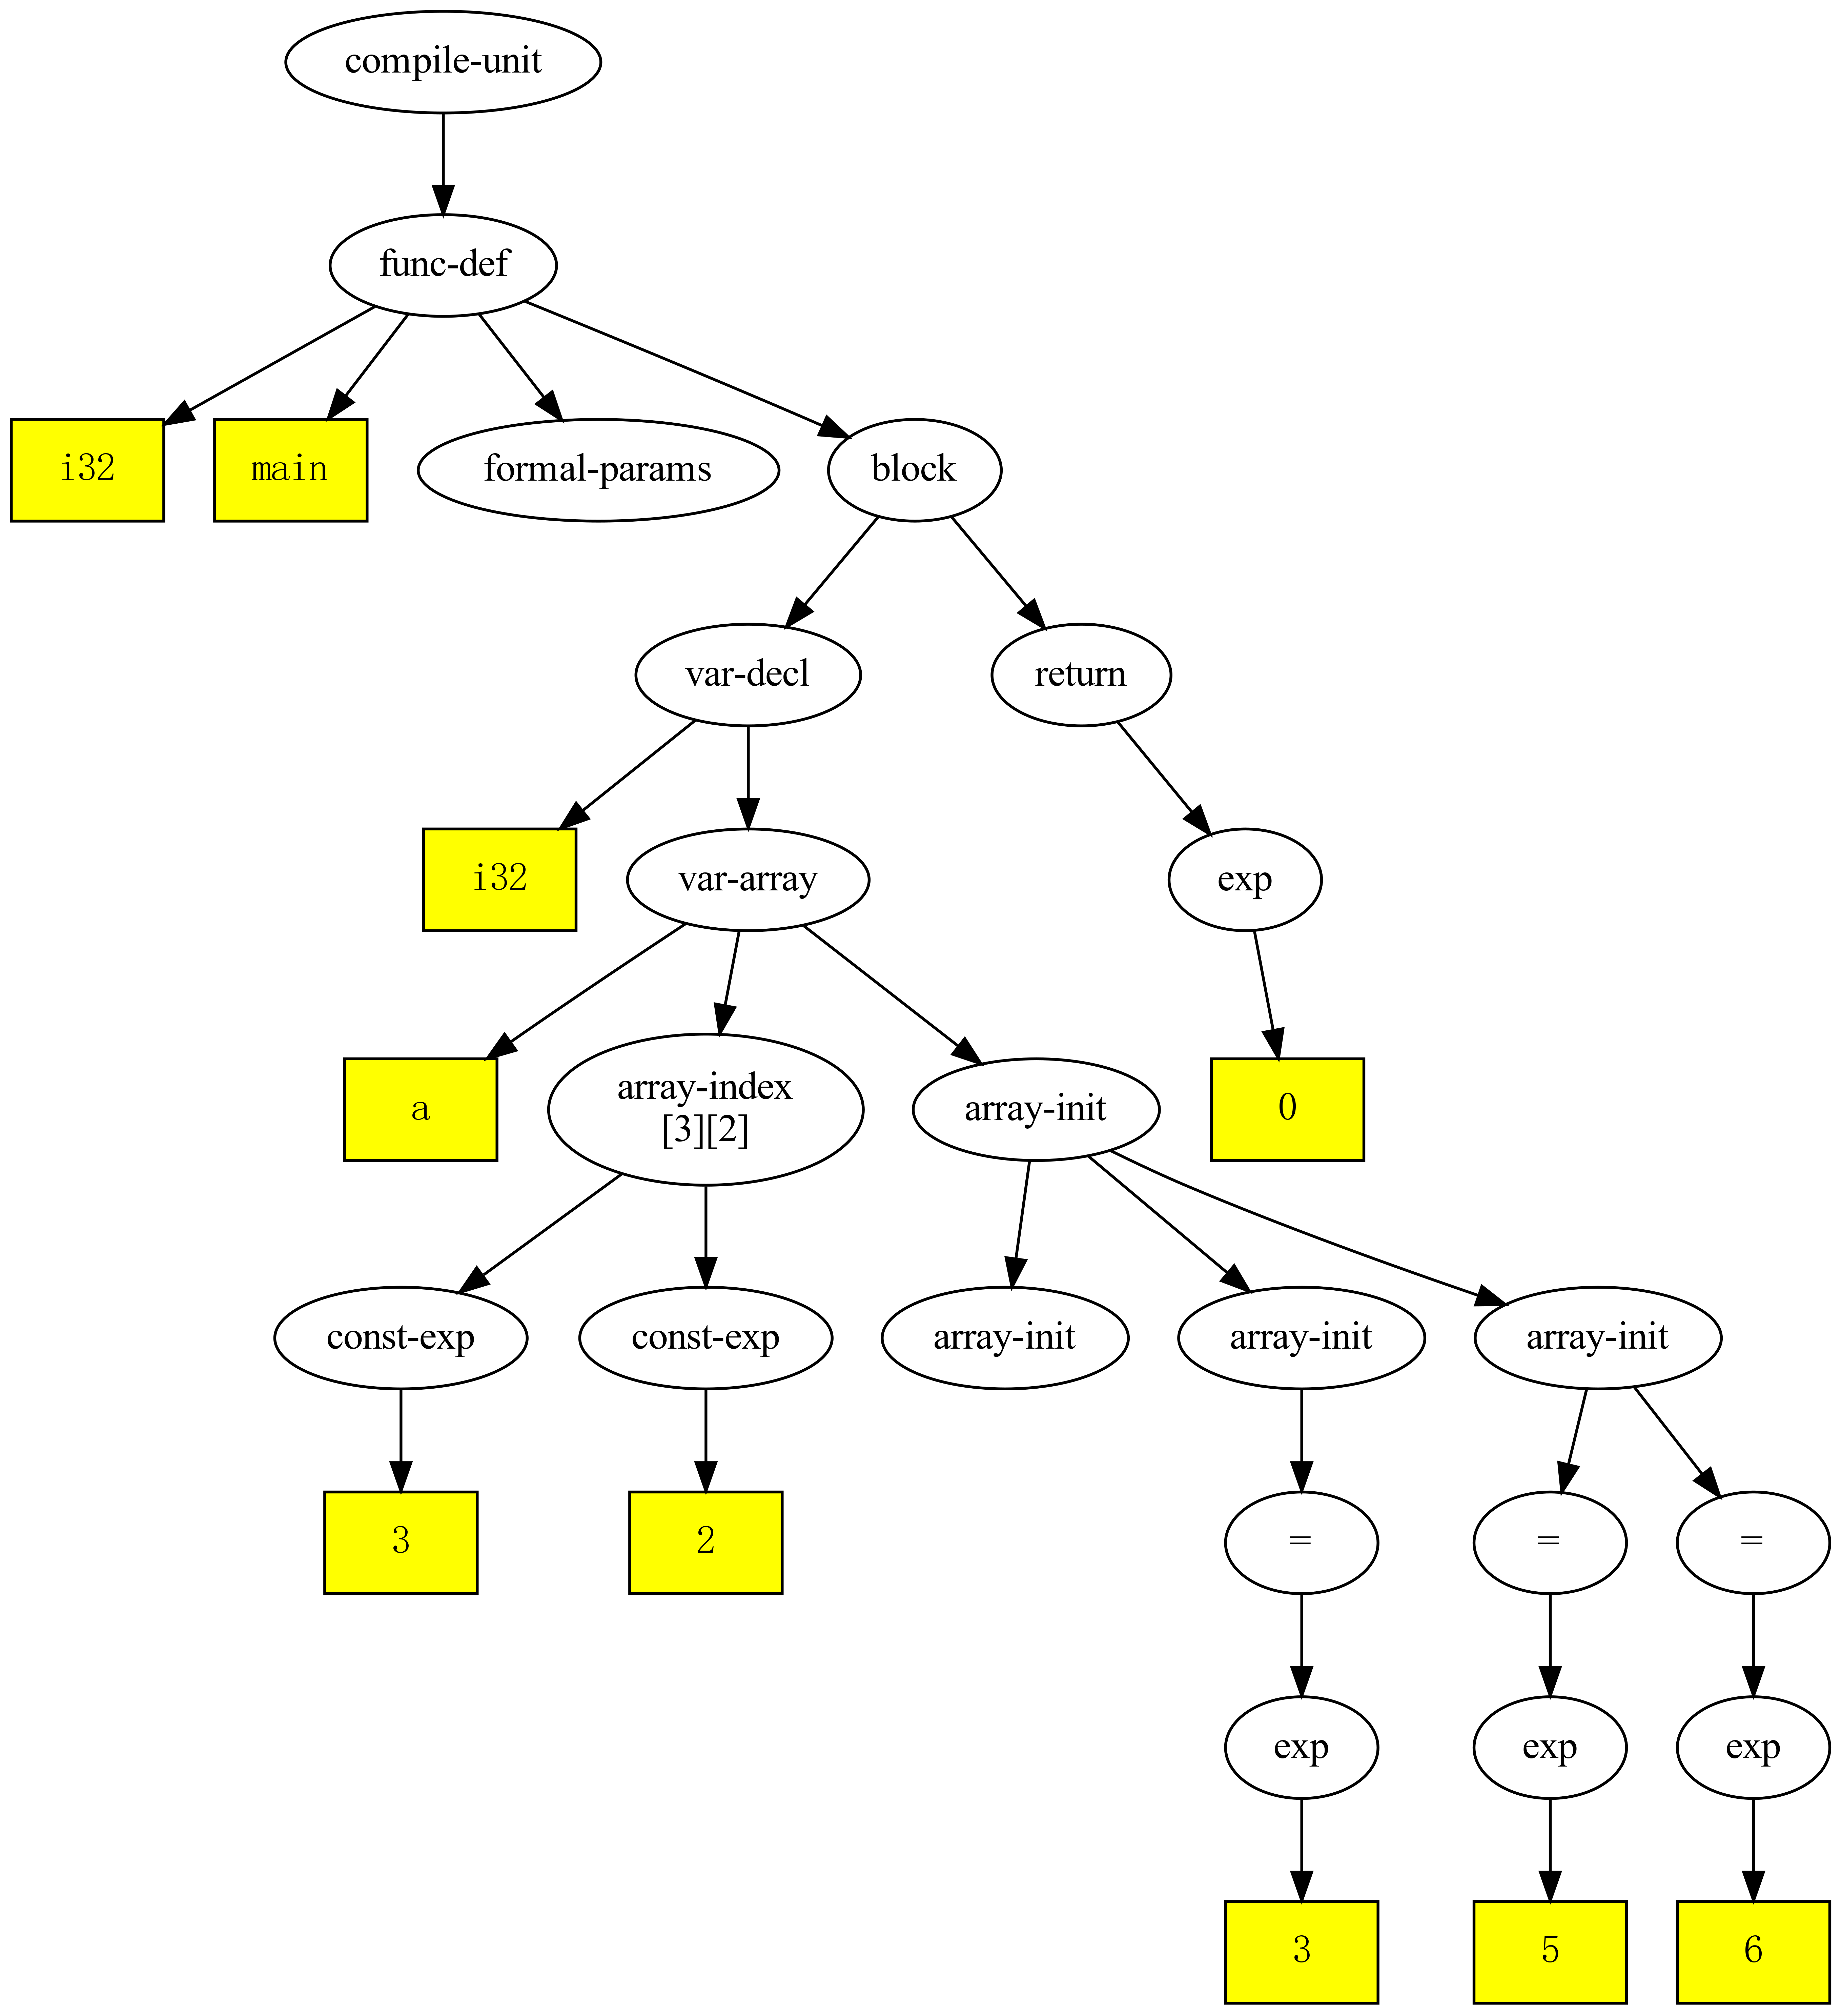 compile-unit
func-def
i32
main
formal-params
block
var-decl
return
i32
var-array
exp
a
array-index
[3][2]
array-init
0
const-exp
const-exp
array-init
array-init
array-init
3
2
=
=
=
exp
exp
exp
3
5
6